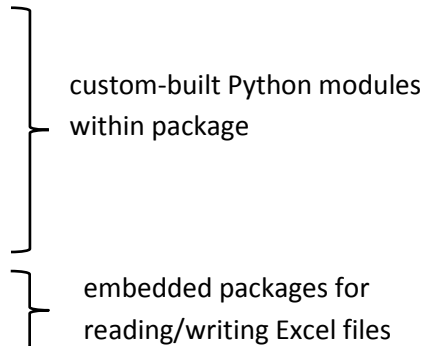 custom-built Python modules
within package
embedded packages for
reading/writing Excel files